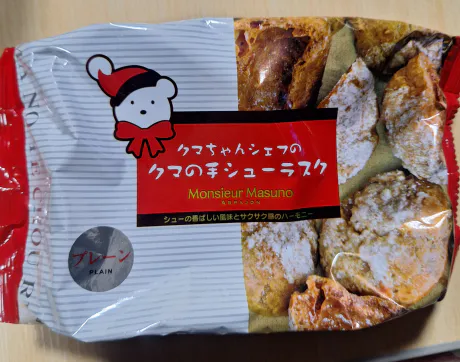 クマちゃんシェフの
クマの手シューラスク
Monsieur Masuno
シューの香ばしい風味とサクサク感のハーモニー
プレーン
PLAIN